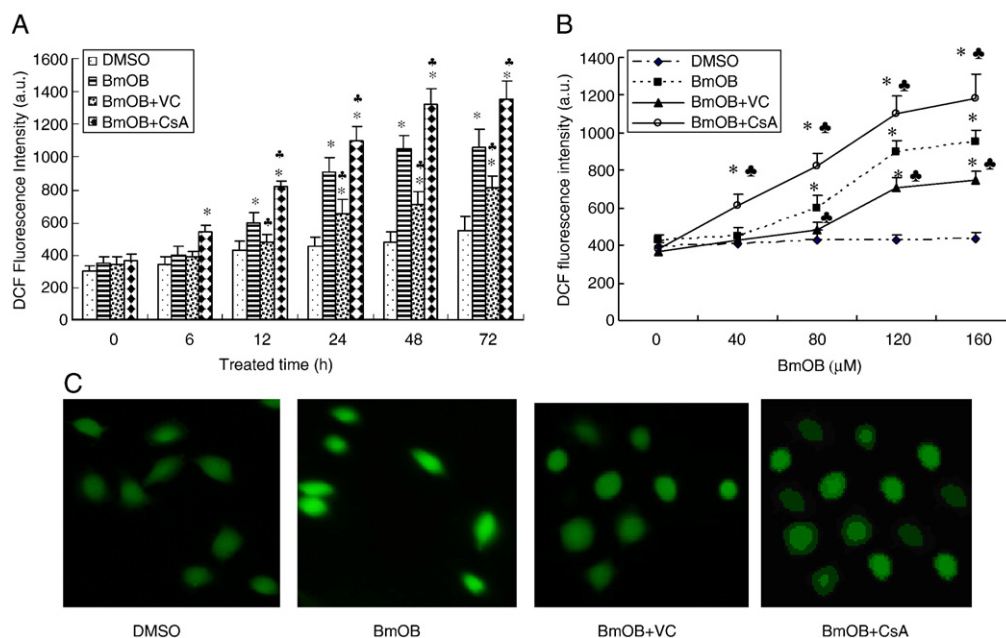 A
DCF Fluorescence Intensity (a.u.)
1600
1400
1200
1000
800
600
400
200
0
DMSO
BmOB
BmOB+VC
BmOB+CsA
* ♣ * * ♣ * ♣ * * ♣ * ♣ * * ♣ * ♣ * * ♣ * ♣
0 6 12 24 48 72
Treated time (h)
B
DCF fluorescence intensity (a.u.)
1400
1200
1000
800
600
400
200
0
DMSO
BmOB
BmOB+VC
BmOB+CsA
* ♣ * ♣ * ♣ * ♣
* * *
♣ * ♣ * ♣
0 40 80 120 160
BmOB (μM)
C
DMSO BmOB BmOB+VC BmOB+CsA